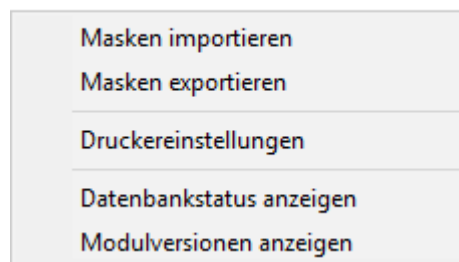 Masken importieren
Masken exportieren
Druckereinstellungen
Datenbankstatus anzeigen
Modulversionen anzeigen